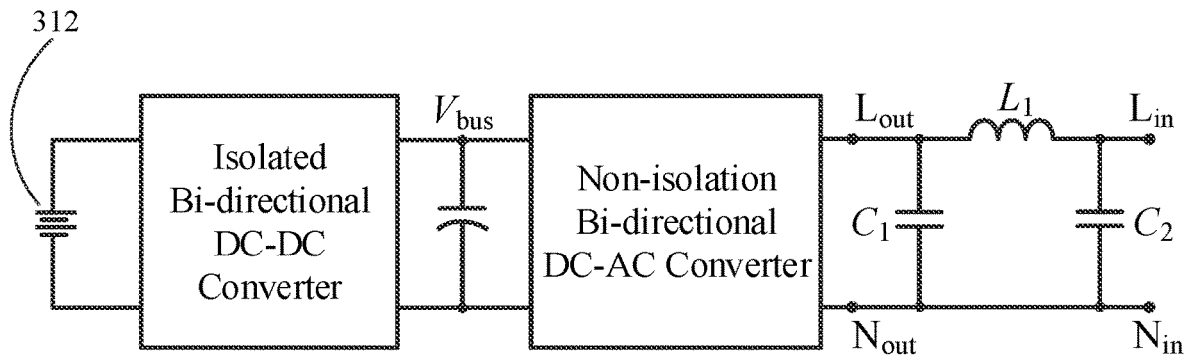 312
Isolated
Bi-directional
DC-DC
Converter
V_bus
Non-isolation
Bi-directional
DC-AC Converter
L_out
L_1
L_in
C_1
C_2
N_out
N_in